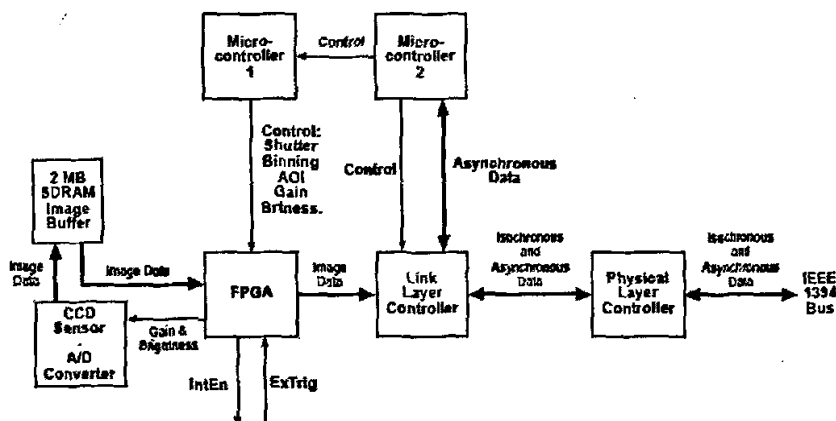 Micro-
controller
1
Control
Micro-
controller
2
Control:
Shutter
Binning
AOI
Gain
Brtness.
Control
Asynchronous
Data
2 MB
SDRAM
Image
Buffer
Image
Data
Image Data
FPGA
Image
Data
Link
Layer
Controller
Isochronous
and
Asynchronous
Data
Physical
Layer
Controller
Isochronous
and
Asynchronous
Data
IEEE
1394
Bus
CCD
Sensor
-
A/D
Converter
Gain &
Brightness
IntEn
ExTrig